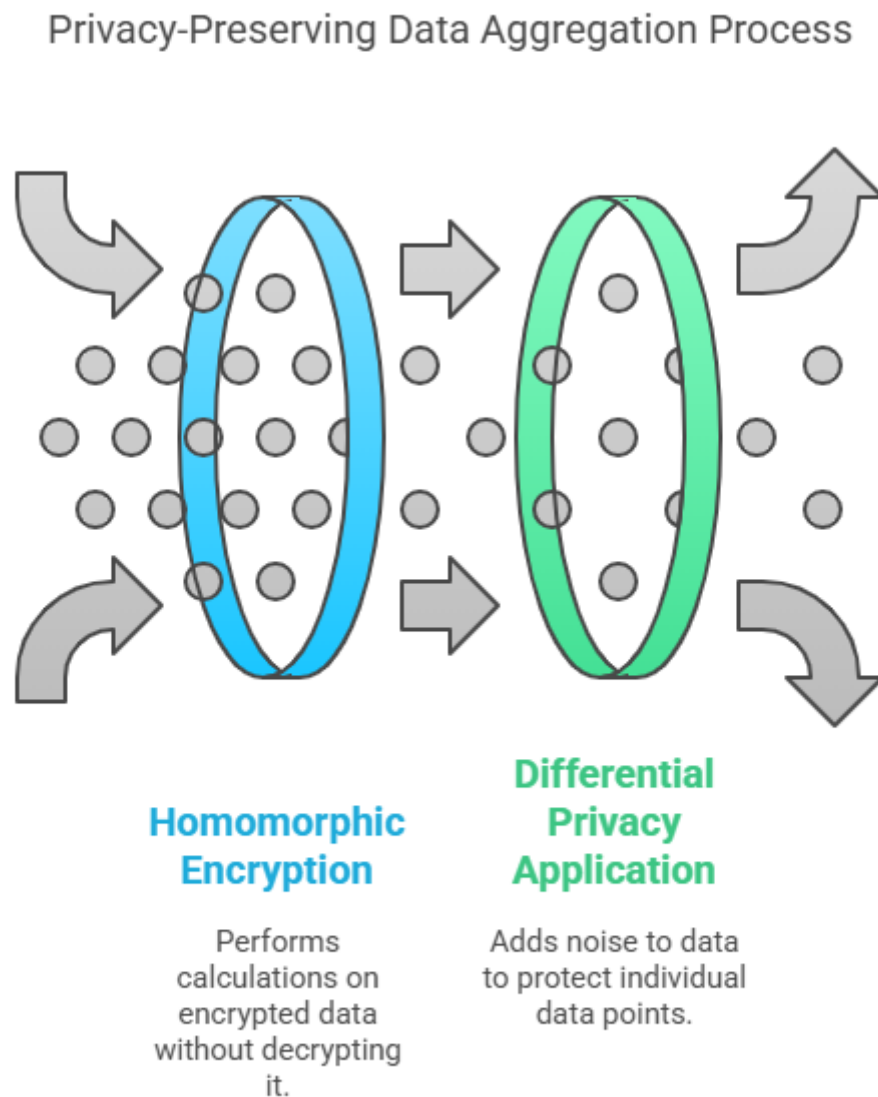 Privacy-Preserving Data Aggregation Process
Homomorphic
Encryption
Performs
calculations on
encrypted data
without decrypting
it.
Differential
Privacy
Application
Adds noise to data
to protect individual
data points.